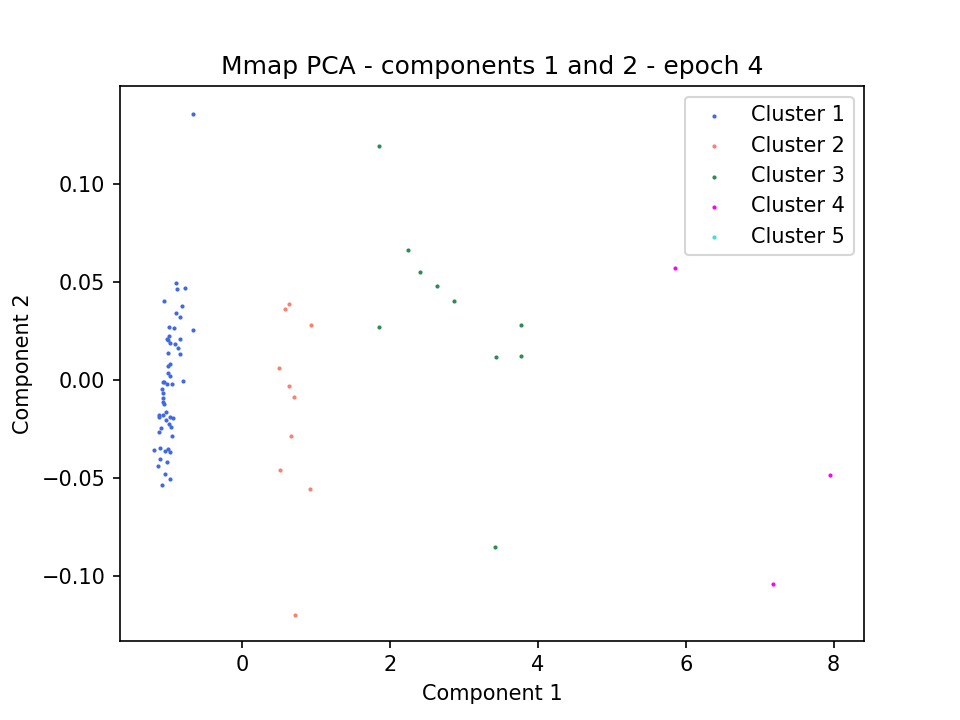 Mmap PCA - components 1 and 2 - epoch 4
Cluster 1
Cluster 2
Cluster 3
Cluster 4
Cluster 5
0.10
0.05
0.00
−0.05
−0.10
Component 2
0 2 4 6 8
Component 1